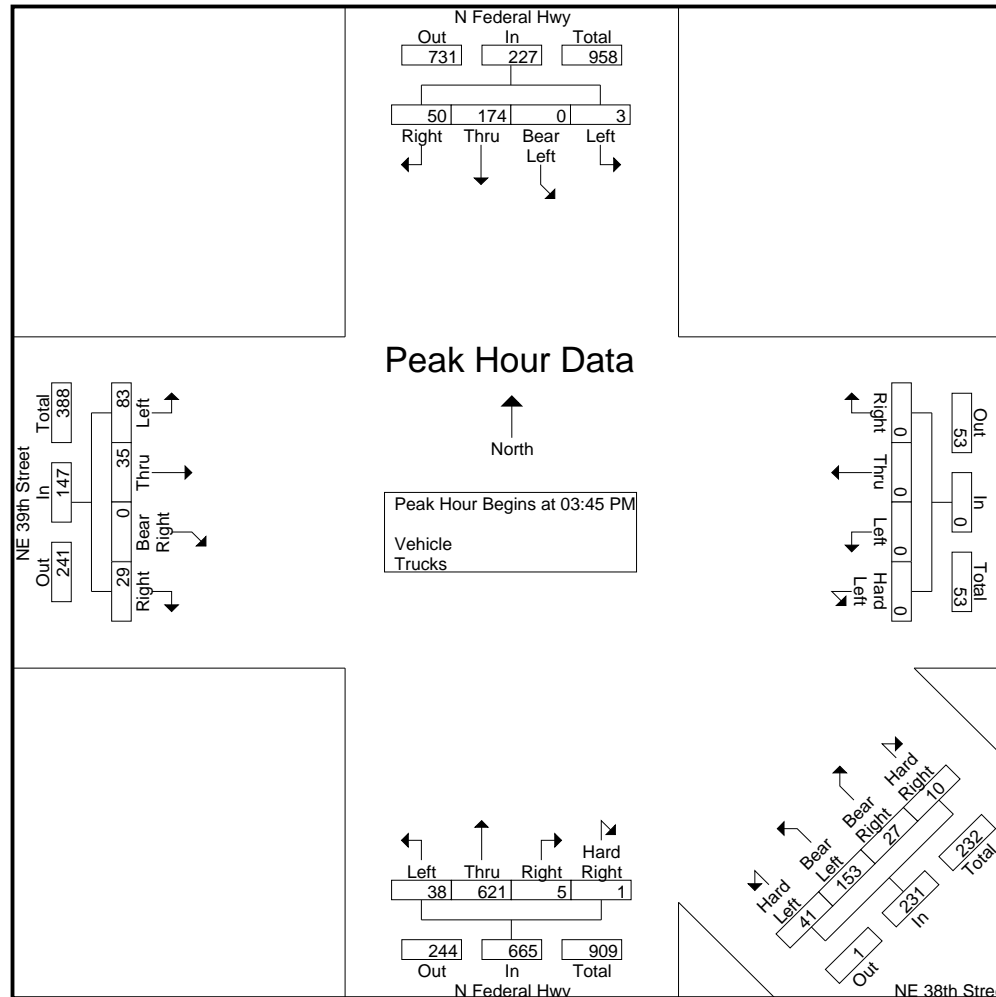 N Federal Hwy
Out In Total
731 227 958
50 174 0 3
Right Thru Bear Left Left
Peak Hour Data
North
Peak Hour Begins at 03:45 PM
Vehicle
Trucks
NE 39th Street
Out In Total
241 147 388
83 35 0 29
Left Thru Bear Right Right
Right Thru Left Hard Left
0 0 0 0
Out In Total
53 0 53
Left Thru Right Hard Right
38 621 5 1
244 665 909
Out In Total
N Federal Hwy
Hard Left Bear Left Bear Right Hard Right
41 153 27 10
1 231 232
Out In Total
NE 38th Stree